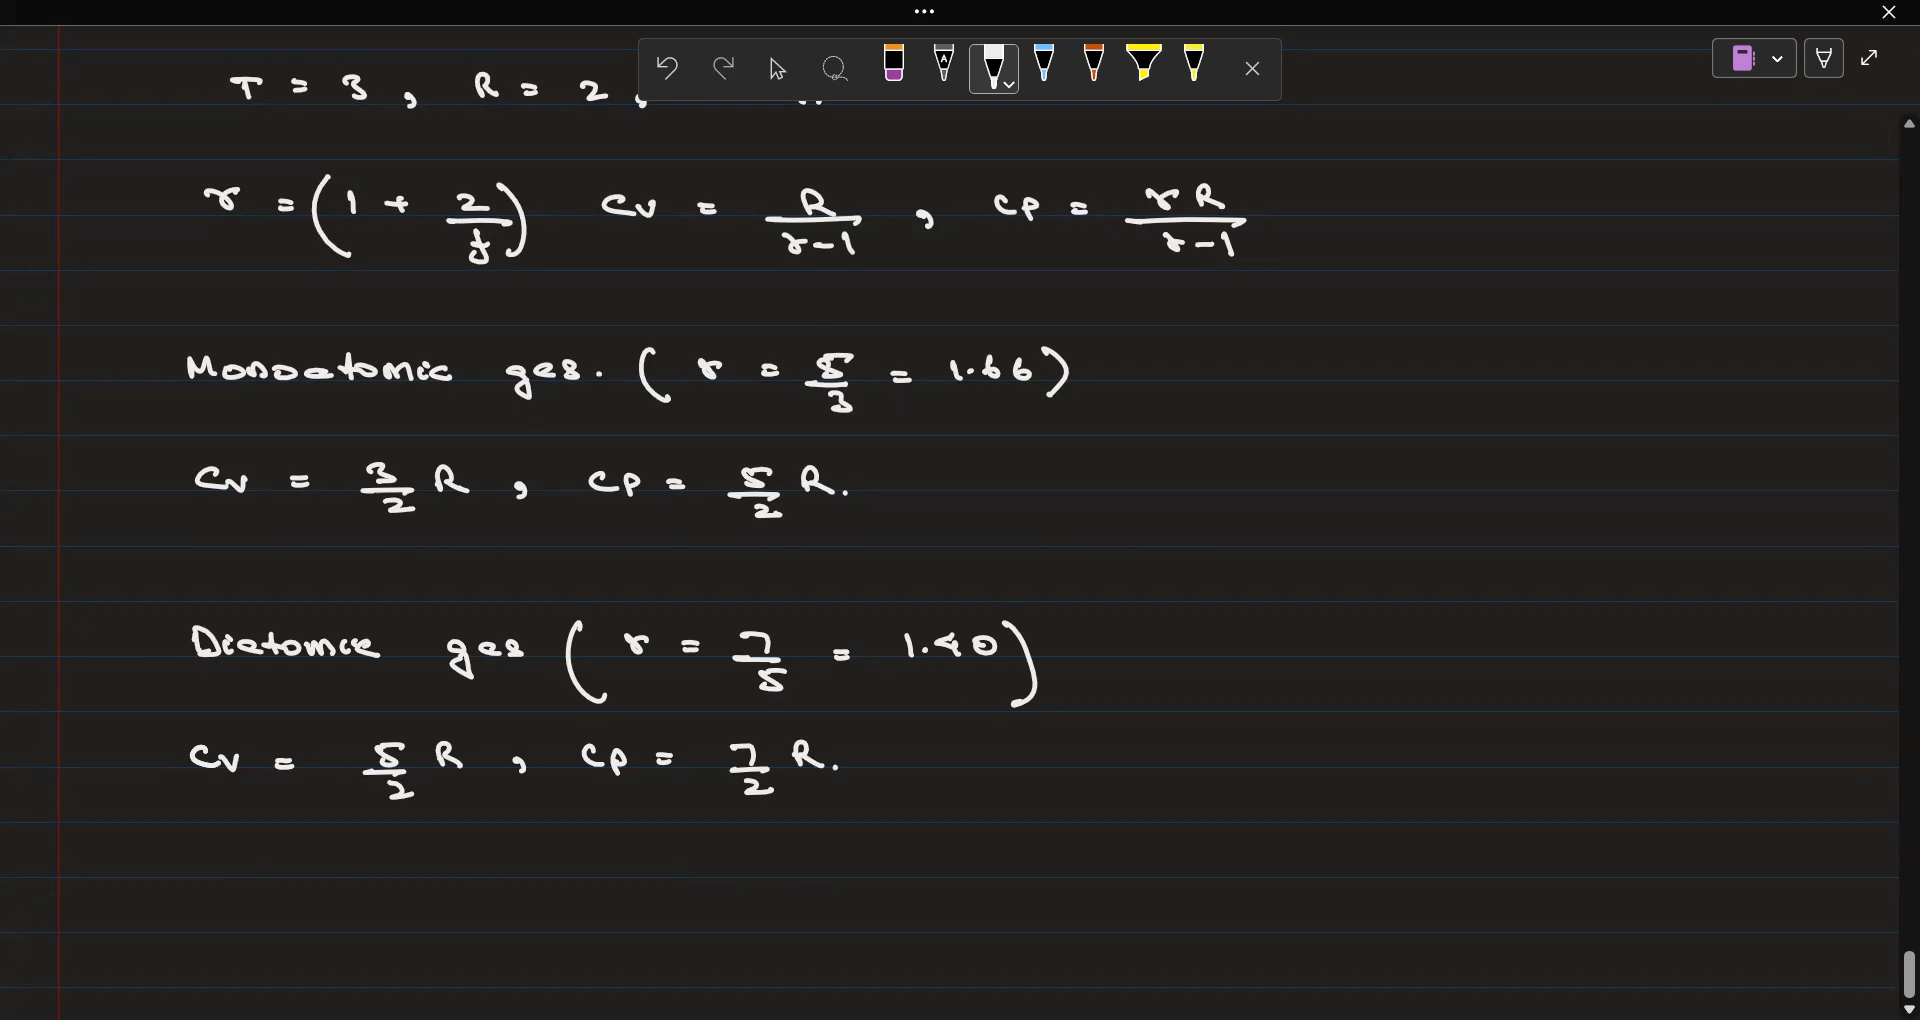 T = 3 , R = 2 ,
γ = (1 + 2/f) Cv = R/γ-1 , CP = γR/γ-1
Monoatomic gas. ( γ = 5/3 = 1.66)
Cv = 3/2 R , CP = 5/2 R.
Diatomic gas ( γ = 7/5 = 1.40)
Cv = 5/2 R , Cp = 7/2 R.